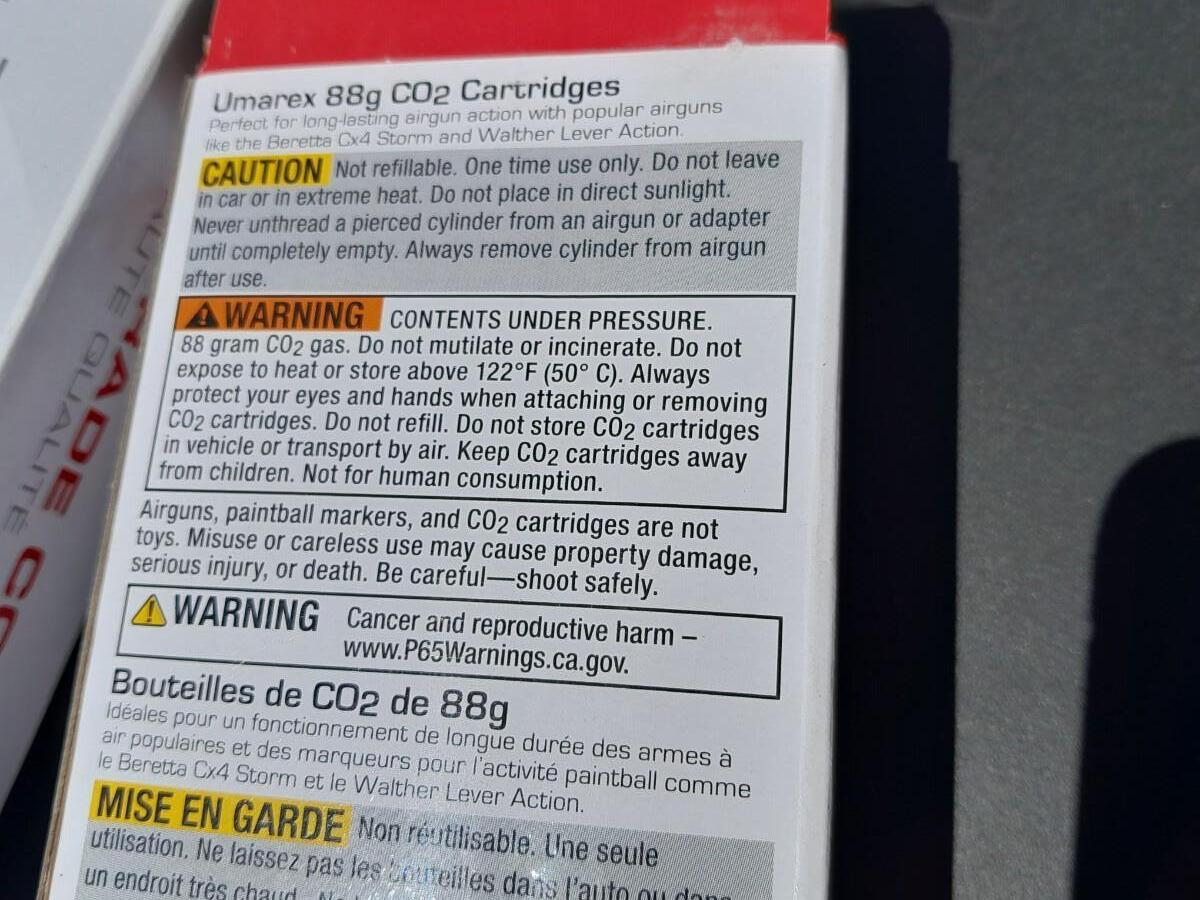 Umarex 88g CO2 Cartridges
Perfect for long-lasting airgun action with popular airguns
like the Beretta Cx4 Storm and Walther Lever Action.
CAUTION Not refillable. One time use only. Do not leave
in car or in extreme heat. Do not place in direct sunlight.
Never unthread a pierced cylinder from an airgun or adapter
until completely empty. Always remove cylinder from airgun
after use.
WARNING CONTENTS UNDER PRESSURE.
88 gram CO2 gas. Do not mutilate or incinerate. Do not
expose to heat or store above 122°F (50° C). Always
protect your eyes and hands when attaching or removing
CO2 cartridges. Do not refill. Do not store CO2 cartridges
in vehicle or transport by air. Keep CO2 cartridges away
from children. Not for human consumption.
Airguns, paintball markers, and CO2 cartridges are not
toys. Misuse or careless use may cause property damage,
serious injury, or death. Be careful—shoot safely.
WARNING Cancer and reproductive harm –
www.P65Warnings.ca.gov.
Bouteilles de CO2 de 88g
Idéales pour un fonctionnement de longue durée des armes à
air populaires et des marqueurs pour l'activité paintball comme
le Beretta Cx4 Storm et le Walther Lever Action.
MISE EN GARDE Non réutilisable. Une seule
utilisation. Ne laissez pas les bouteilles dans l'auto ou dans
un endroit très chaud.
RADE CO
QUALITÉ